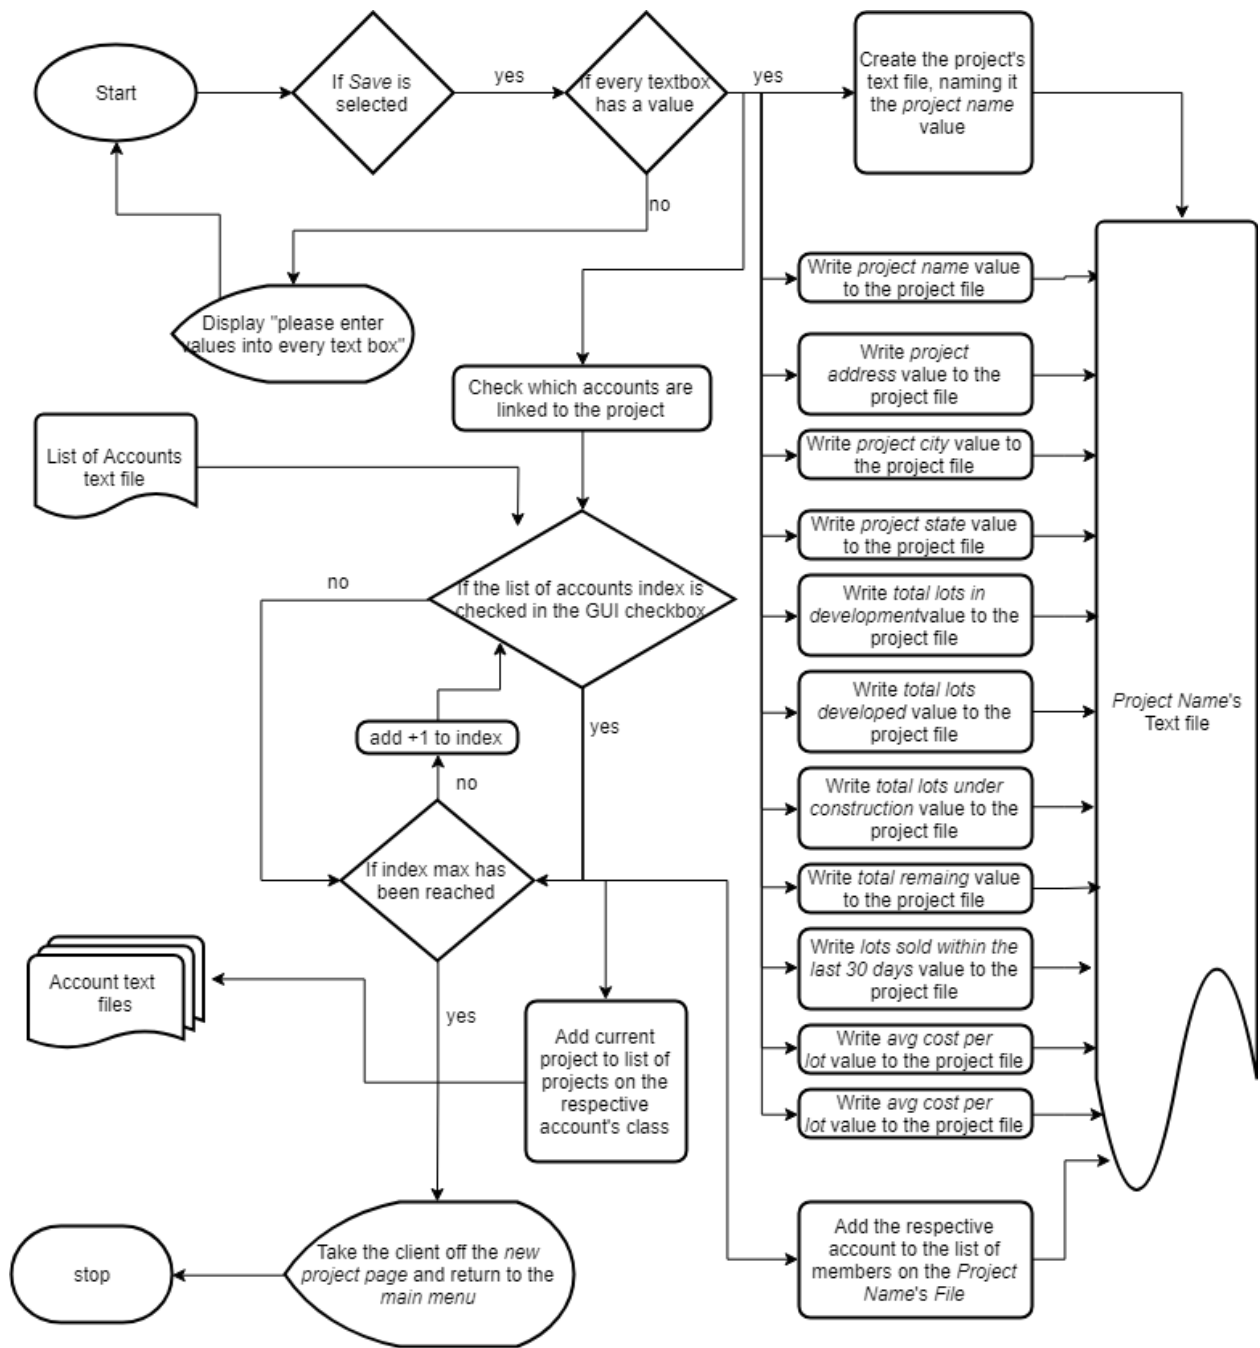 Start
If Save is
selected
yes
If every textbox
has a value
yes
Create the project's
text file, naming it
the project name
value
no
Display "please enter
values into every text box"
Write project name value
to the project file
Write project
address value to the
project file
Check which accounts are
linked to the project
List of Accounts
text file
Write project city value to
the project file
Write project state value
to the project file
no
If the list of accounts index is
checked in the GUI checkbox
Write total lots in
developmentvalue to the
project file
yes
add +1 to index
no
Write total lots
developed value to the
project file
Project Name's
Text file
Write total lots under
construction value to the
project file
If index max has
been reached
Write total remaing value
to the project file
Write lots sold within the
last 30 days value to the
project file
Account text
files
yes
Add current
project to list of
projects on the
respective
account's class
Write avg cost per
lot value to the project file
Write avg cost per
lot value to the project file
Add the respective
account to the list of
members on the Project
Name's File
Take the client off the new
project page and return to the
main menu
stop